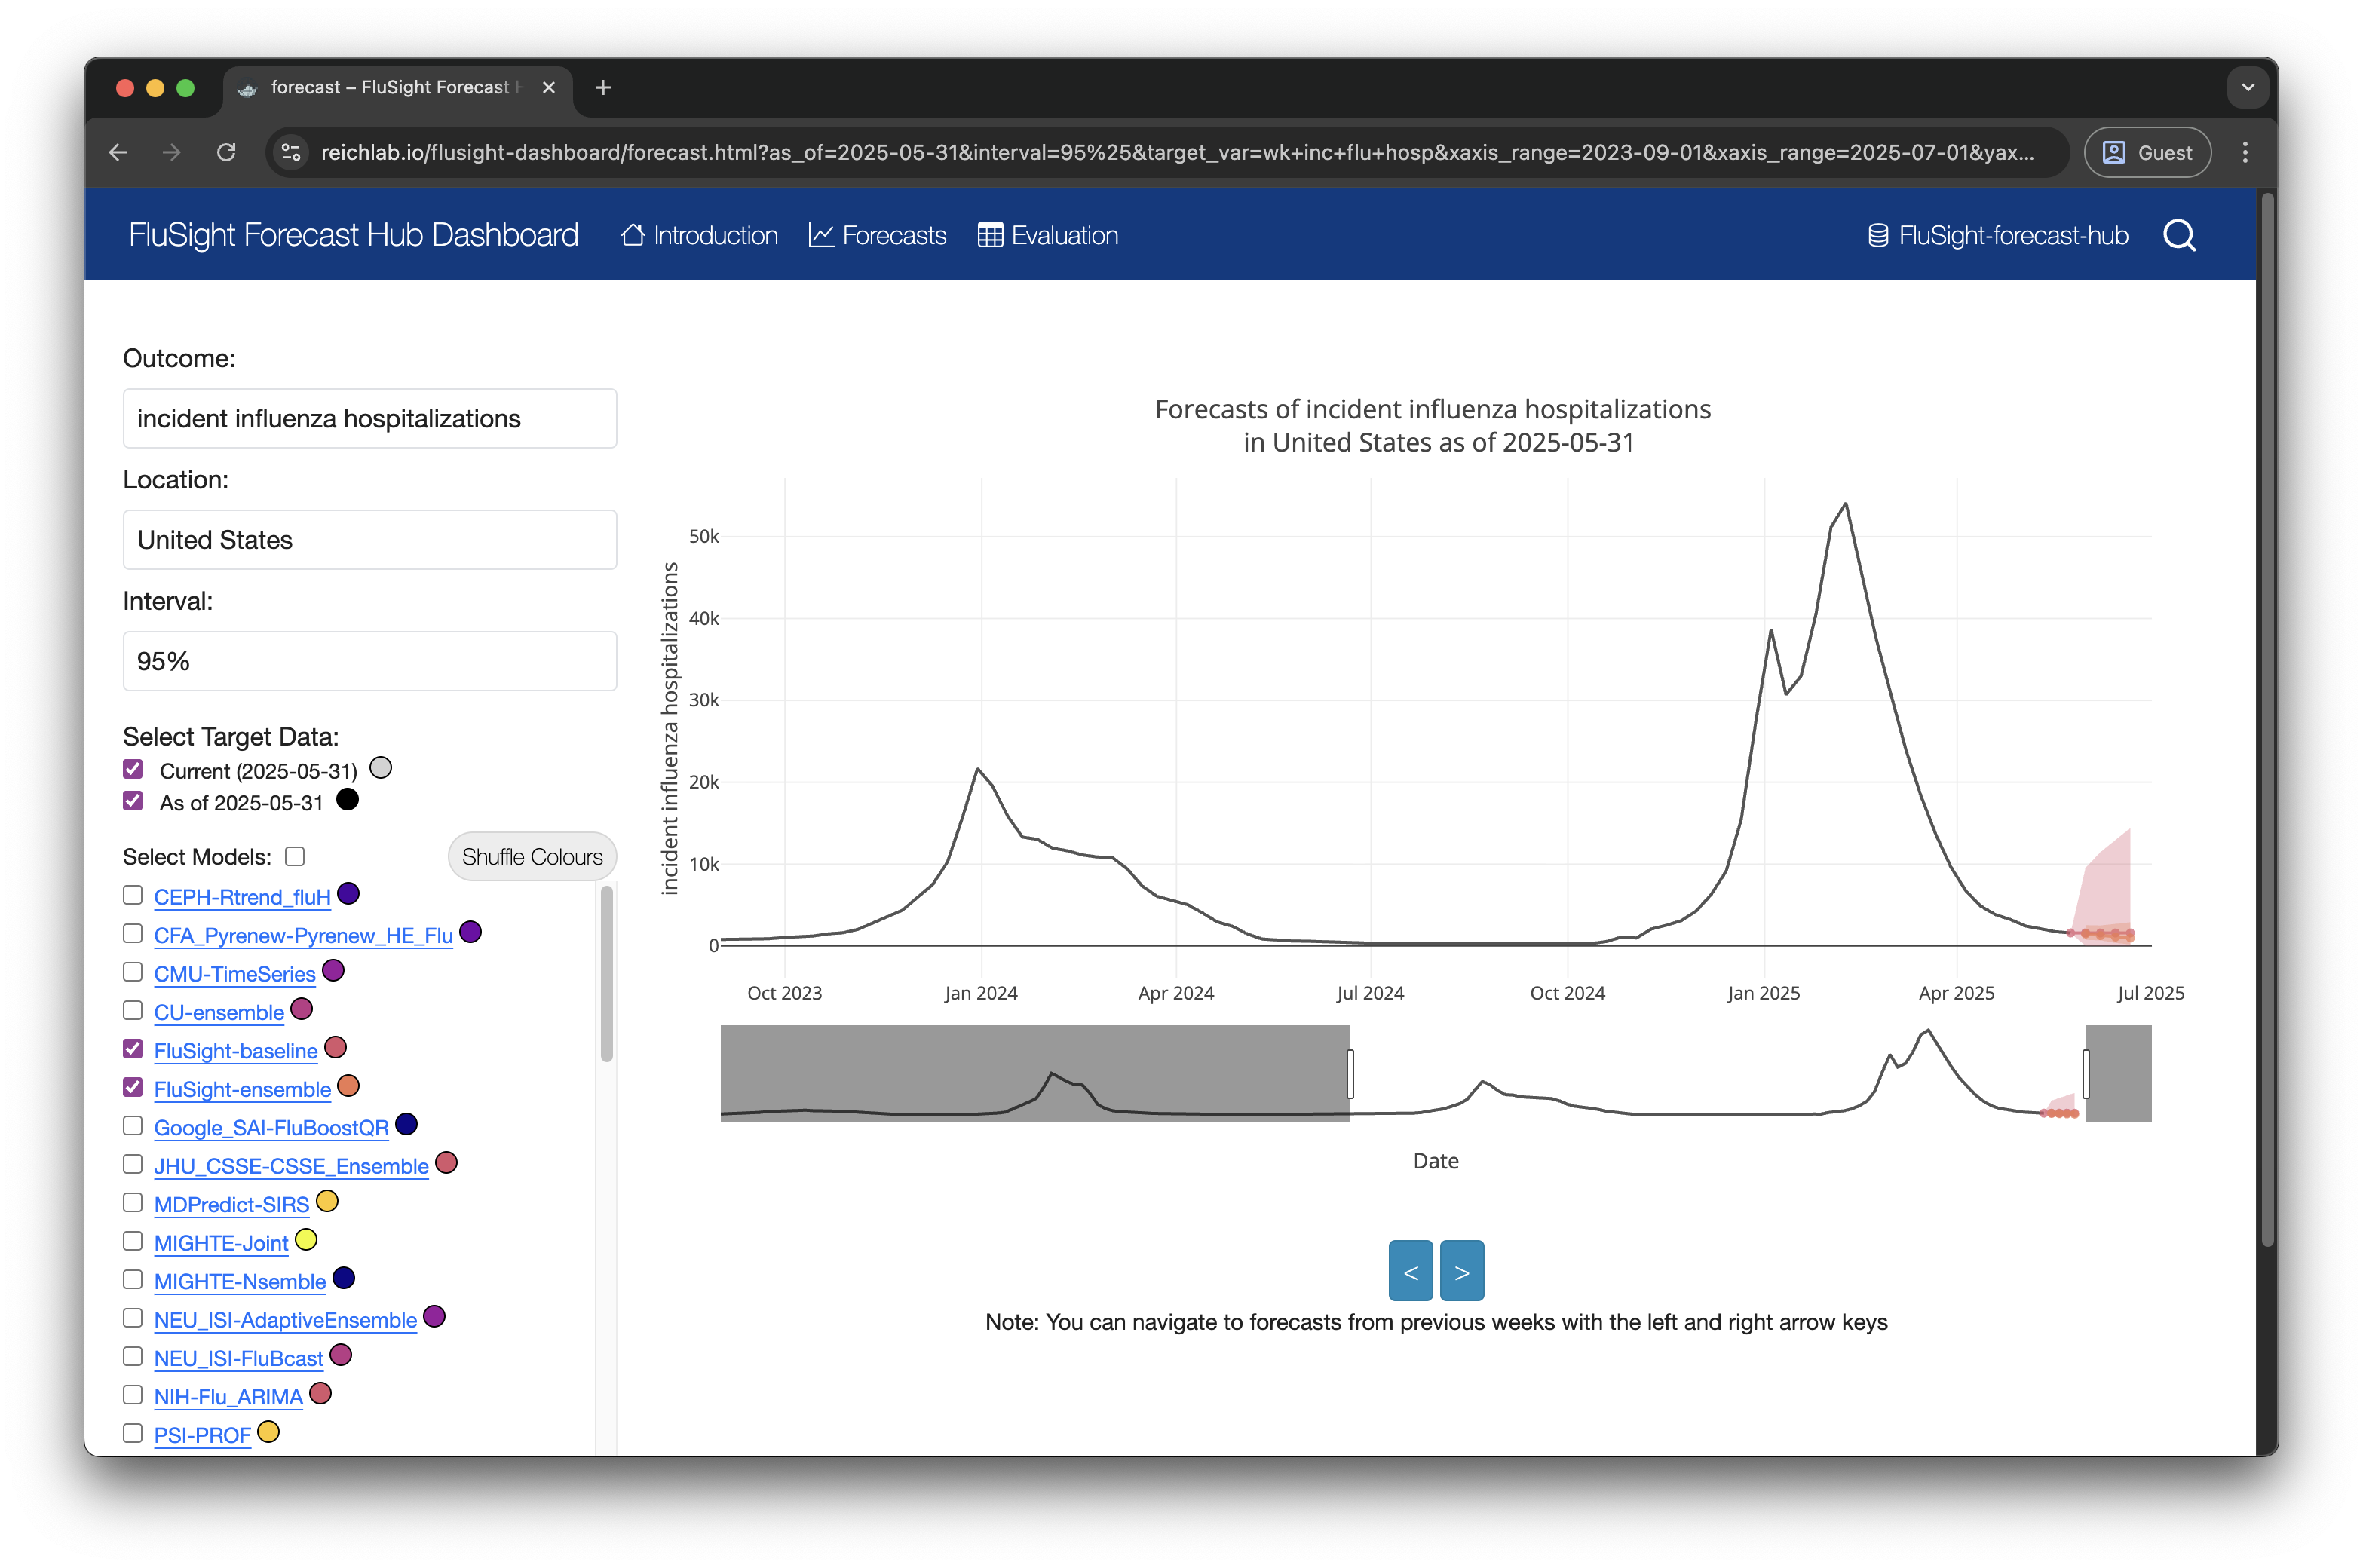 forecast – FluSight Forecast
reichlab.io/flusight-dashboard/forecast.html?as_of=2025-05-31&interval=95%25&target_var=wk+inc+flu+hosp&xaxis_range=2023-09-01&xaxis_range=2025-07-01&yax...
Guest
FluSight Forecast Hub Dashboard
Introduction
Forecasts
Evaluation
FluSight-forecast-hub
Outcome:
incident influenza hospitalizations
Location:
United States
Interval:
95%
Select Target Data:
Current (2025-05-31)
As of 2025-05-31
Select Models:
Shuffle Colours
CEPH-Rtrend_fluH
CFA_Pyrenew-Pyrenew_HE_Flu
CMU-TimeSeries
CU-ensemble
FluSight-baseline
FluSight-ensemble
Google_SAI-FluBoostQR
JHU_CSSE-CSSE_Ensemble
MDPredict-SIRS
MIGHTE-Joint
MIGHTE-Nsemble
NEU_ISI-AdaptiveEnsemble
NEU_ISI-FluBcast
NIH-Flu_ARIMA
PSI-PROF
Forecasts of incident influenza hospitalizations
in United States as of 2025-05-31
incident influenza hospitalizations
50k
40k
30k
20k
10k
0
Oct 2023
Jan 2024
Apr 2024
Jul 2024
Oct 2024
Jan 2025
Apr 2025
Jul 2025
Date
<
>
Note: You can navigate to forecasts from previous weeks with the left and right arrow keys